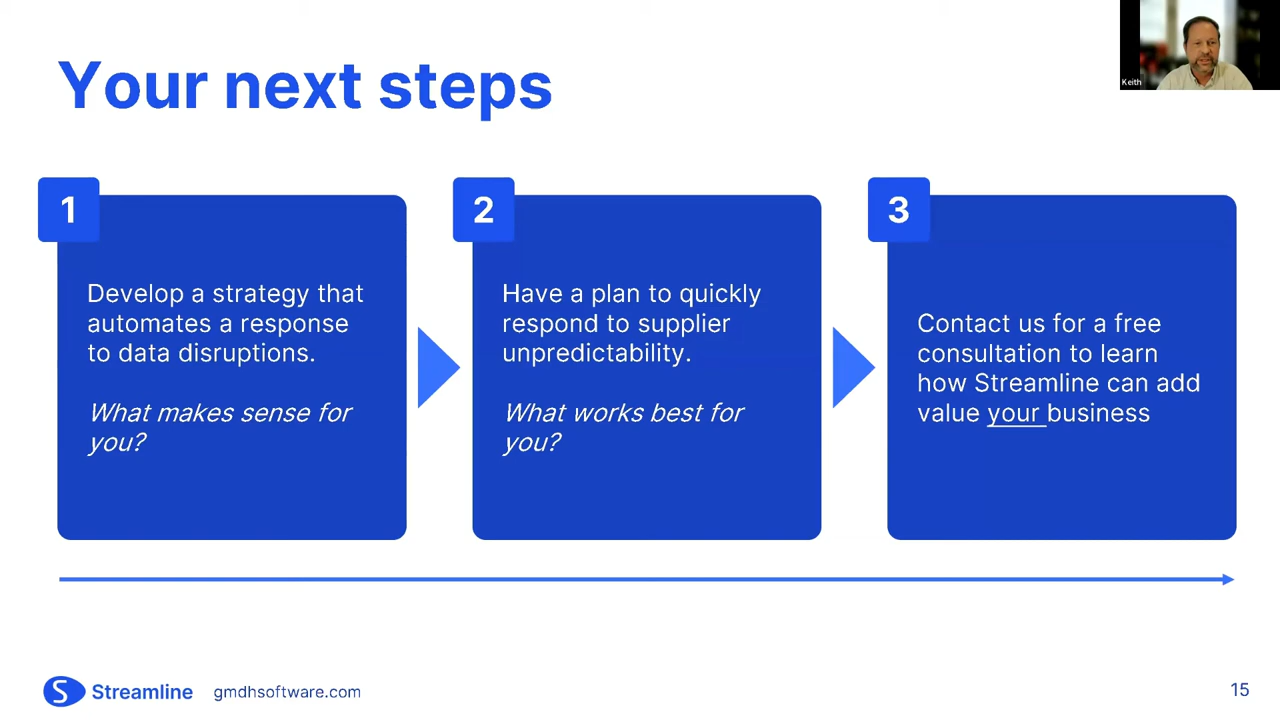 Your next steps
Keith
1
Develop a strategy that
automates a response
to data disruptions.
What makes sense for
you?
2
Have a plan to quickly
respond to supplier
unpredictability.
What works best for
you?
3
Contact us for a free
consultation to learn
how Streamline can add
value your business
S Streamline gmdhsoftware.com
15